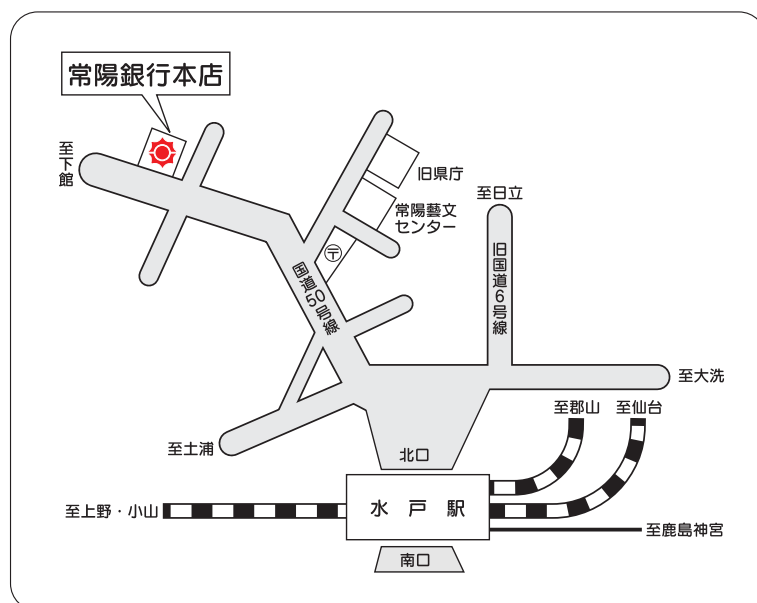 常陽銀行本店
至下館
旧県庁
至日立
常陽藝文
センター
〒
旧国道6号線
国道50号線
至大洗
至郡山
至仙台
至土浦
北口
水戸駅
至上野・小山
至鹿島神宮
南口